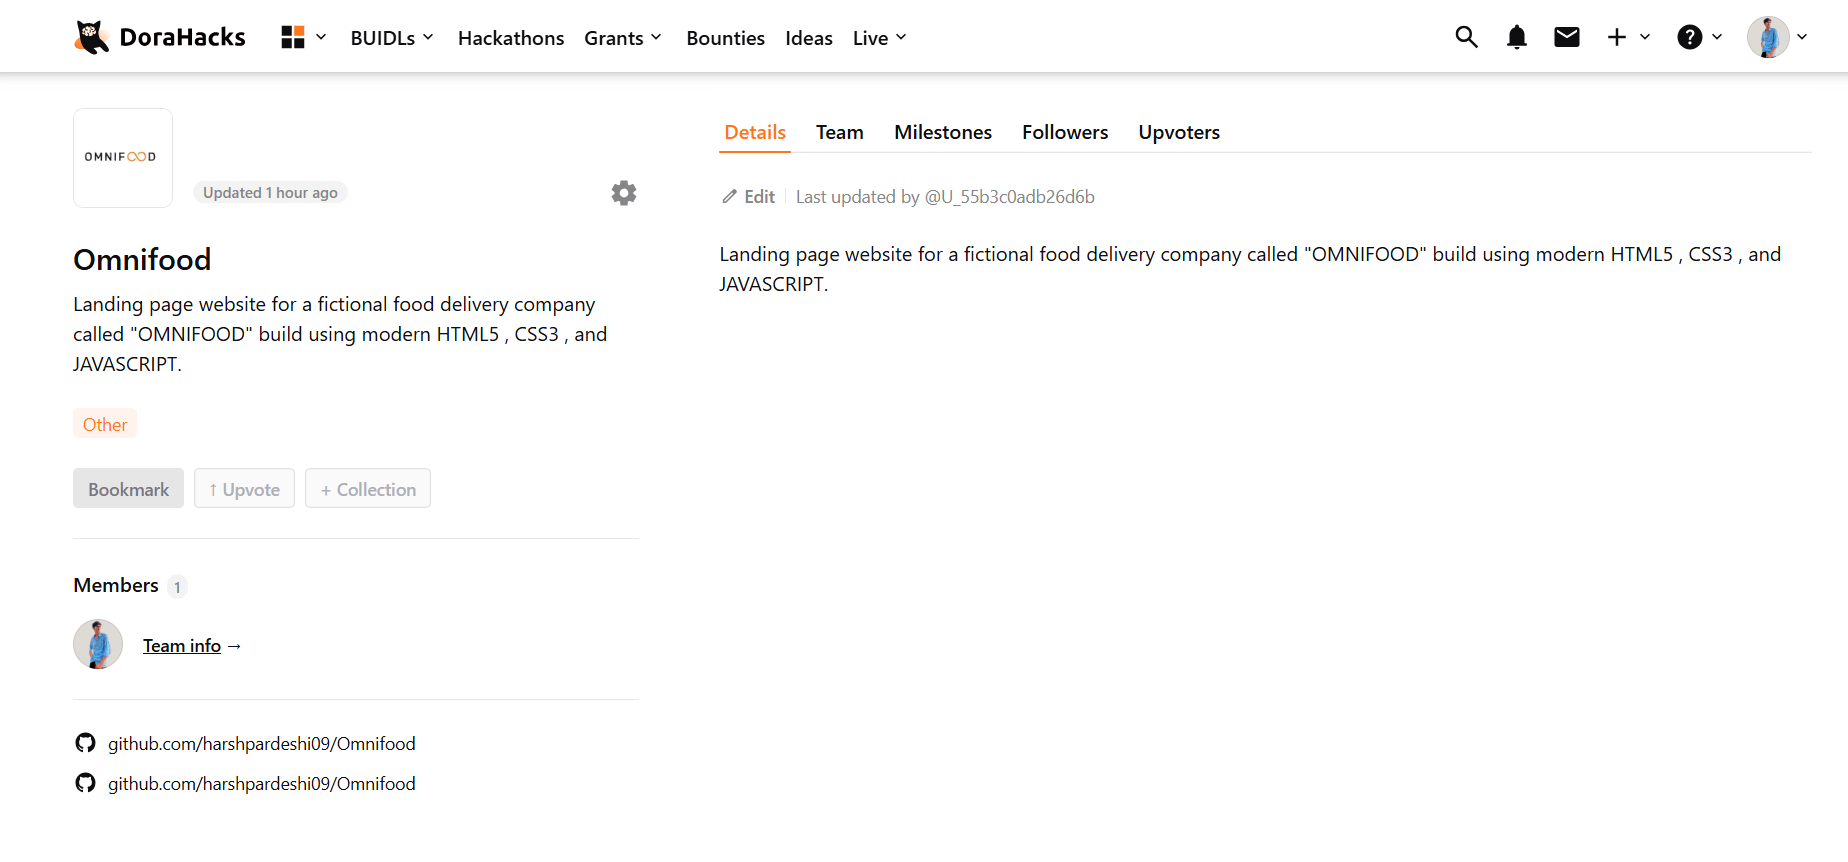 DoraHacks
BUIDLs
Hackathons
Grants
Bounties
Ideas
Live
OMNIFOOD
Updated 1 hour ago
Omnifood
Landing page website for a fictional food delivery company
called "OMNIFOOD" build using modern HTML5 , CSS3 , and
JAVASCRIPT.
Other
Bookmark
↑ Upvote
+ Collection
Members 1
Team info →
github.com/harshpardeshi09/Omnifood
github.com/harshpardeshi09/Omnifood
Details
Team
Milestones
Followers
Upvoters
Edit
Last updated by @U_55b3c0adb26d6b
Landing page website for a fictional food delivery company called "OMNIFOOD" build using modern HTML5 , CSS3 , and
JAVASCRIPT.